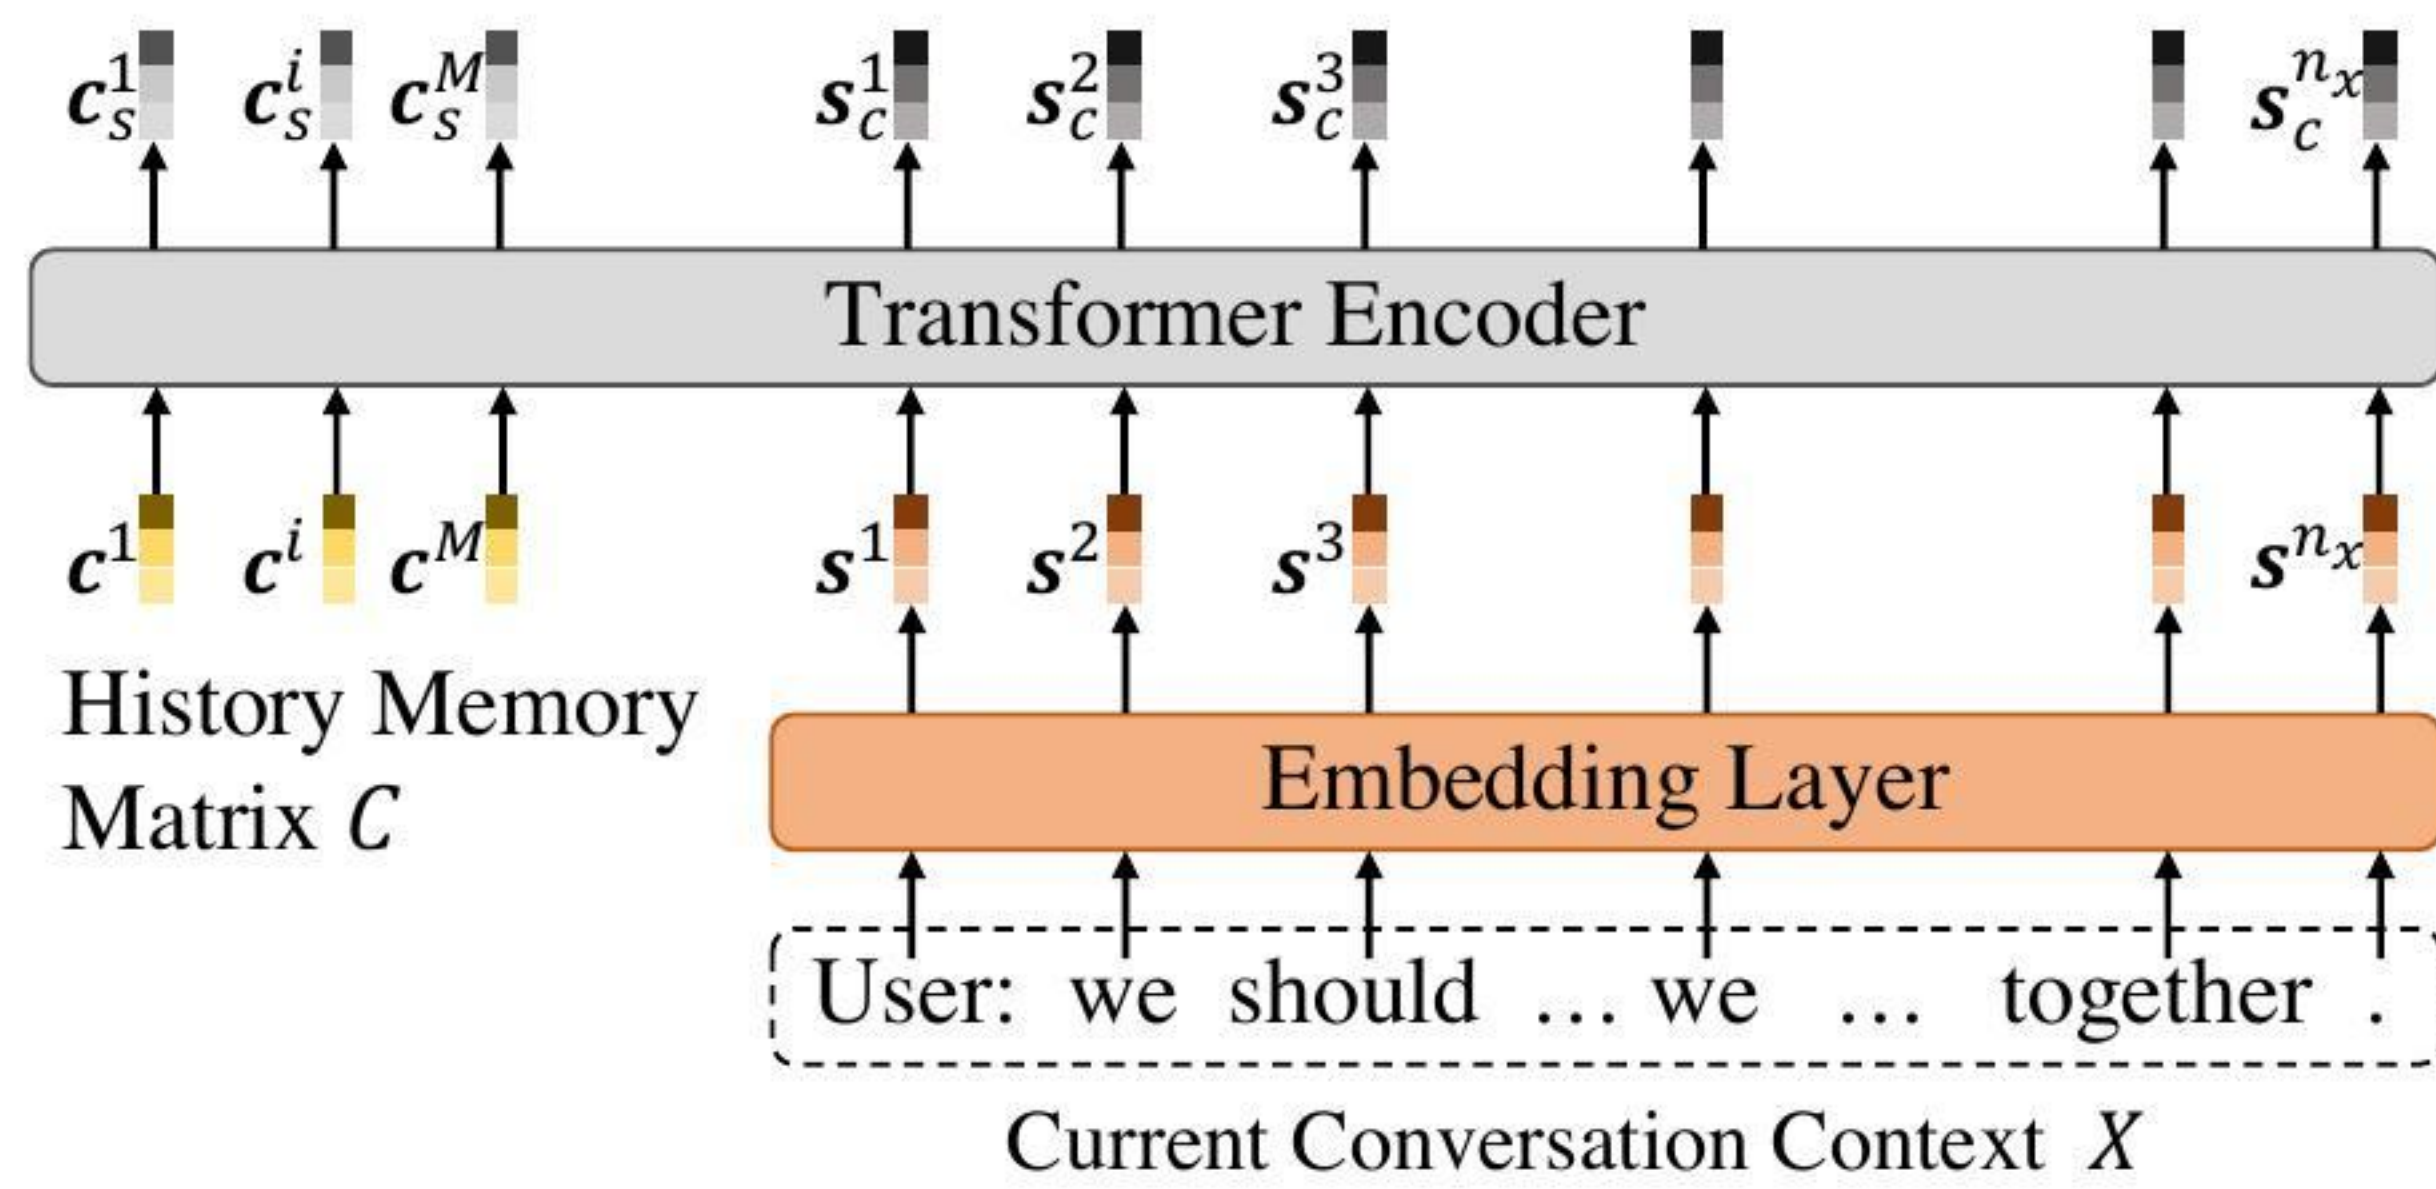 c_s^1 c_s^i c_s^M s_c^1 s_c^2 s_c^3 s_c^{n_x}
Transformer Encoder
c^1 c^i c^M s^1 s^2 s^3 s^{n_x}
History Memory
Matrix C
Embedding Layer
User: we should ... we ... together .
Current Conversation Context X